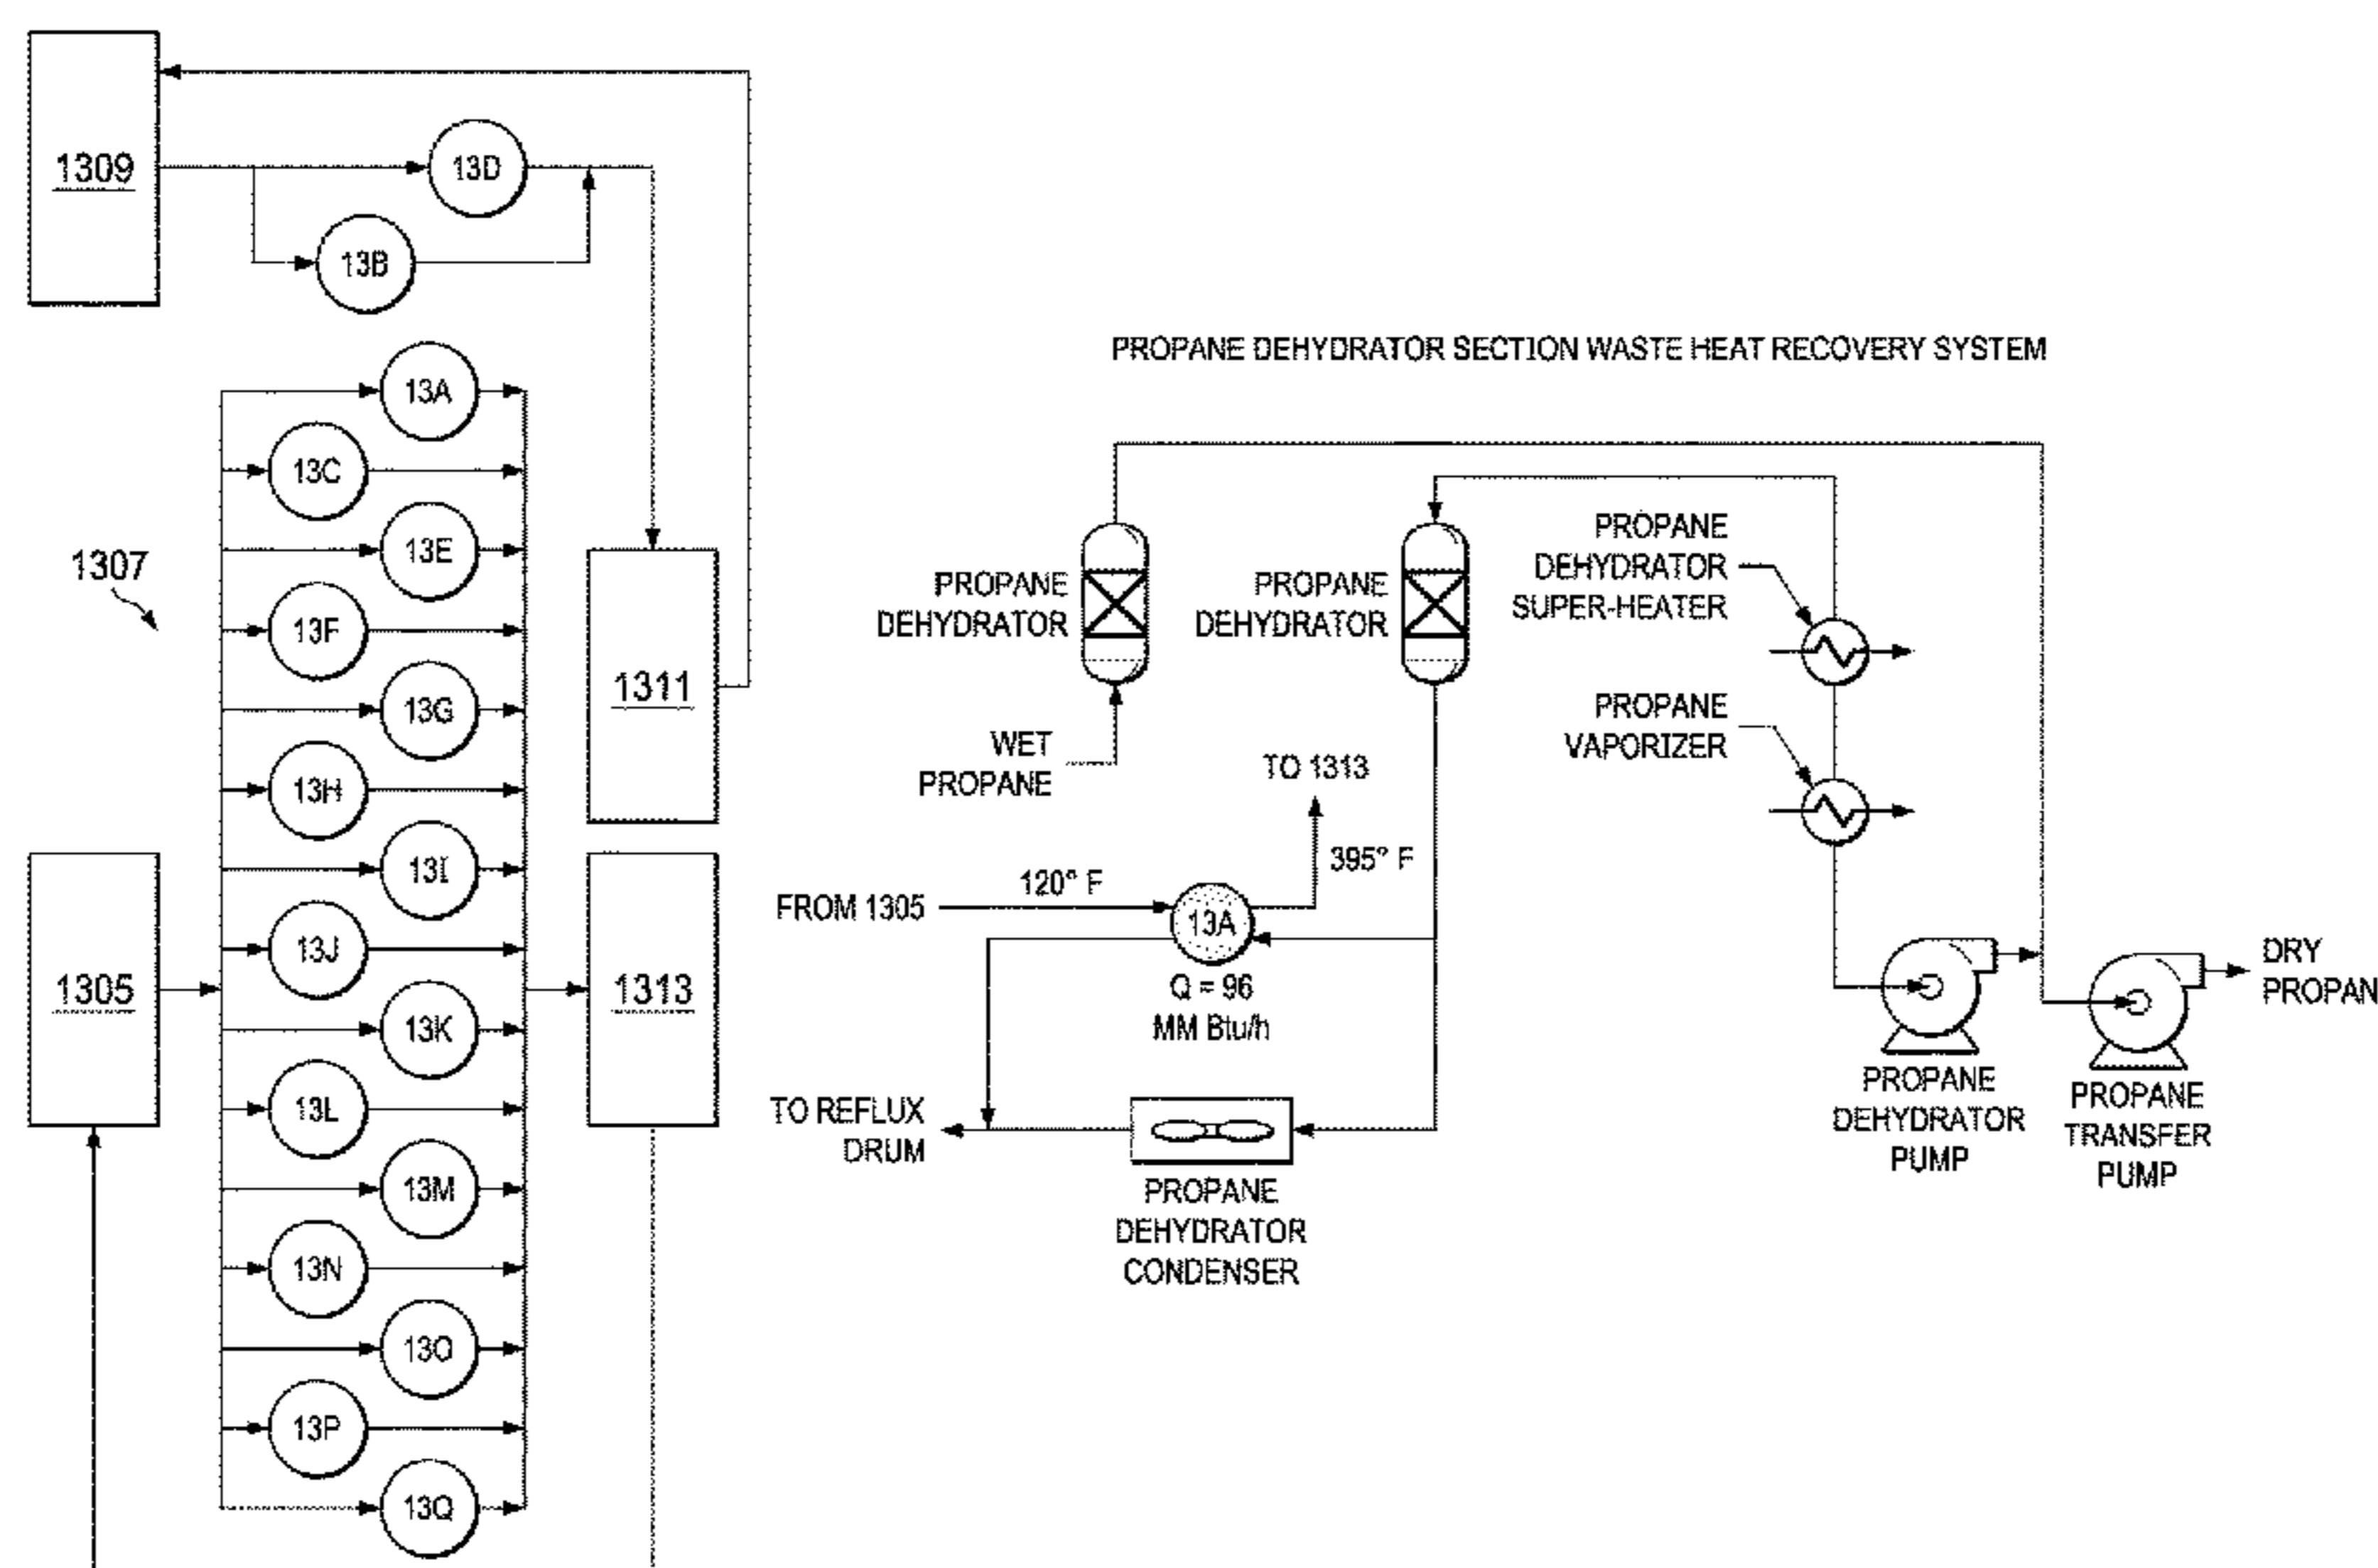 1309
13D
13B
13A
13C
13E
1307
13F
13G
1311
13H
13I
13J
1305
13K
1313
13L
13M
13N
13O
13P
13Q
PROPANE DEHYDRATOR SECTION WASTE HEAT RECOVERY SYSTEM
PROPANE
DEHYDRATOR
PROPANE
DEHYDRATOR
PROPANE
DEHYDRATOR
SUPER-HEATER
PROPANE
VAPORIZER
WET
PROPANE
TO 1313
395° F
120° F
FROM 1305
13A
Q = 96
MM Btu/h
TO REFLUX
DRUM
PROPANE
DEHYDRATOR
CONDENSER
PROPANE
DEHYDRATOR
PUMP
PROPANE
TRANSFER
PUMP
DRY
PROPAN